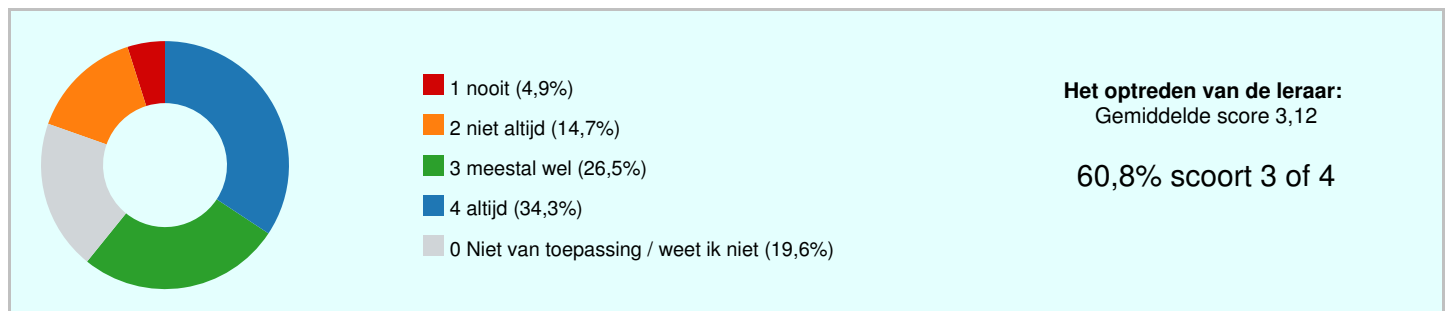 1 nooit (4,9%)
2 niet altijd (14,7%)
3 meestal wel (26,5%)
4 altijd (34,3%)
0 Niet van toepassing / weet ik niet (19,6%)
Het optreden van de leraar:
Gemiddelde score 3,12
60,8% scoort 3 of 4